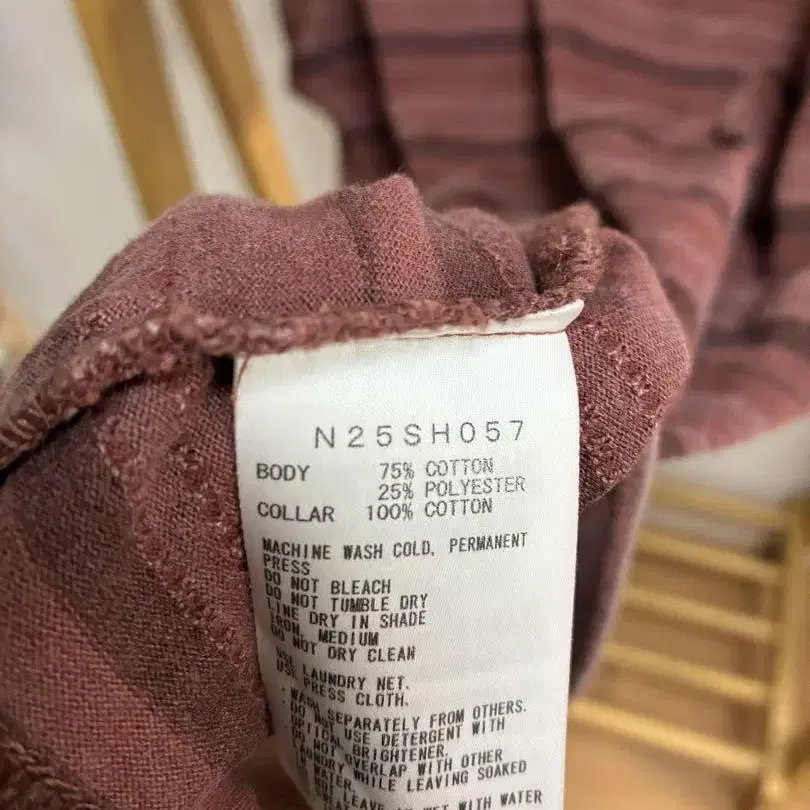 N25SH057
BODY 75% COTTON
25% POLYESTER
COLLAR 100% COTTON
MACHINE WASH COLD, PERMANENT
PRESS
DO NOT BLEACH
DO NOT TUMBLE DRY
LINE DRY IN SHADE
IRON, MEDIUM
DO NOT DRY CLEAN
USE LAUNDRY NET.
USE PRESS CLOTH.
· WASH SEPARATELY FROM OTHERS.
· DO NOT USE DETERGENT WITH
OPTICAL BRIGHTENER.
DO NOT OVERLAP WITH OTHER
LAUNDRY WHILE LEAVING SOAKED
IN WATER.
WET WITH WATER